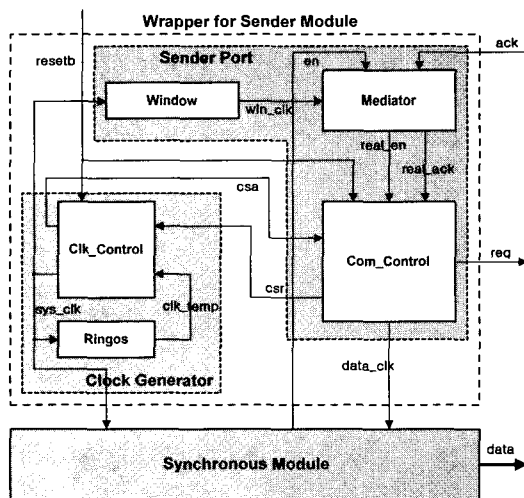 Wrapper for Sender Module
resetb
Sender Port
en
ack
Window
win_clk
Mediator
real_en
real_ack
csa
Clk_Control
Com_Control
req
csr
sys_clk
clk_temp
Ringos
Clock Generator
data_clk
Synchronous Module
data